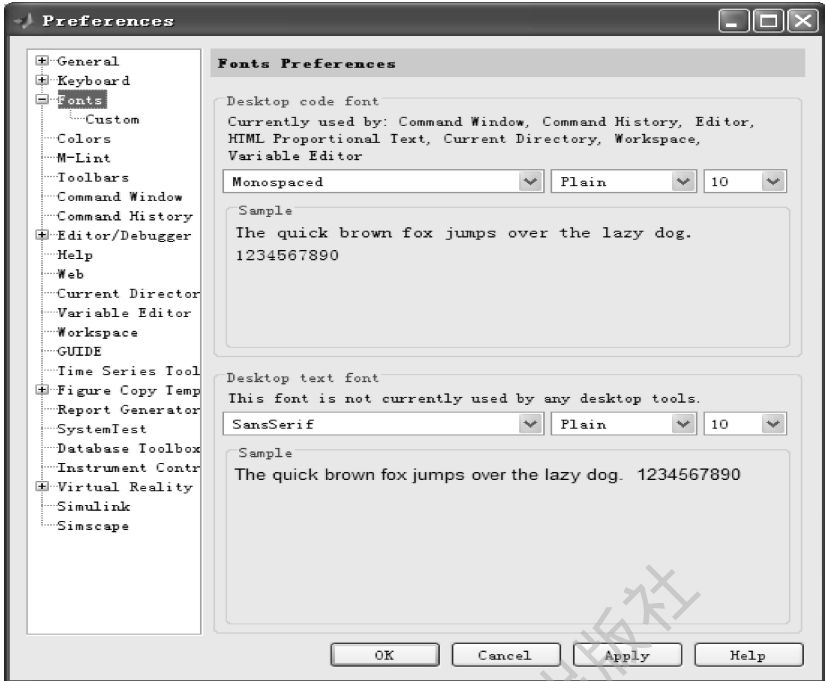 Preferences
General
Keyboard
Fonts
Custom
Colors
M-Lint
Toolbars
Command Window
Command History
Editor/Debugger
Help
Web
Current Director
Variable Editor
Workspace
GUIDE
Time Series Tool
Figure Copy Temp
Report Generator
SystemTest
Database Toolbox
Instrument Contr
Virtual Reality
Simulink
Simscape
Fonts Preferences
Desktop code font
Currently used by: Command Window, Command History, Editor,
HTML Proportional Text, Current Directory, Workspace,
Variable Editor
Monospaced Plain 10
Sample
The quick brown fox jumps over the lazy dog.
1234567890
Desktop text font
This font is not currently used by any desktop tools.
SansSerif Plain 10
Sample
The quick brown fox jumps over the lazy dog. 1234567890
OK Cancel Apply Help
版社